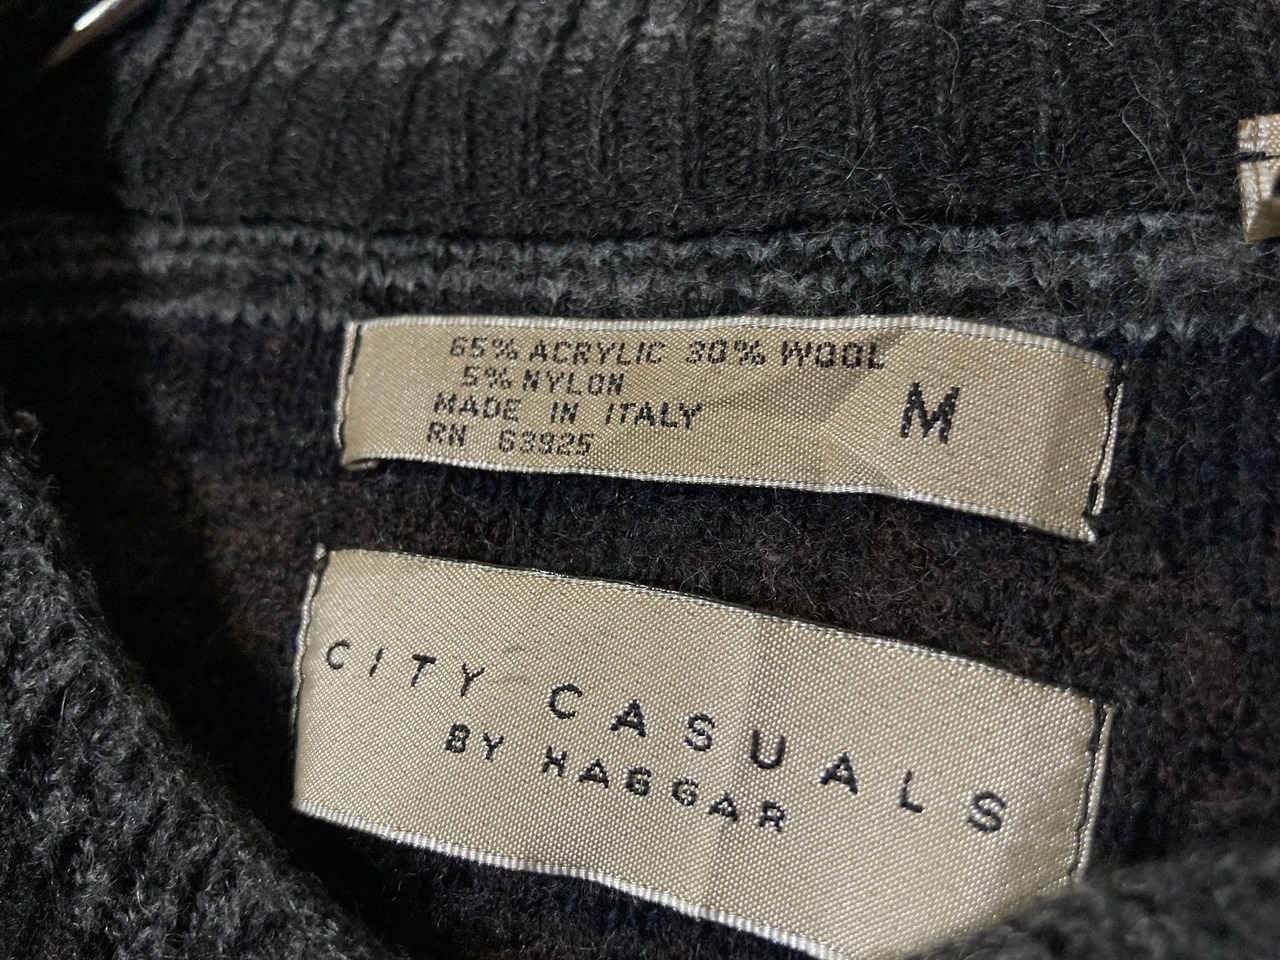 65% ACRYLIC 30% WOOL
5% NYLON
MADE IN ITALY
RN 63925
M
CITY CASUALS
BY HAGGAR